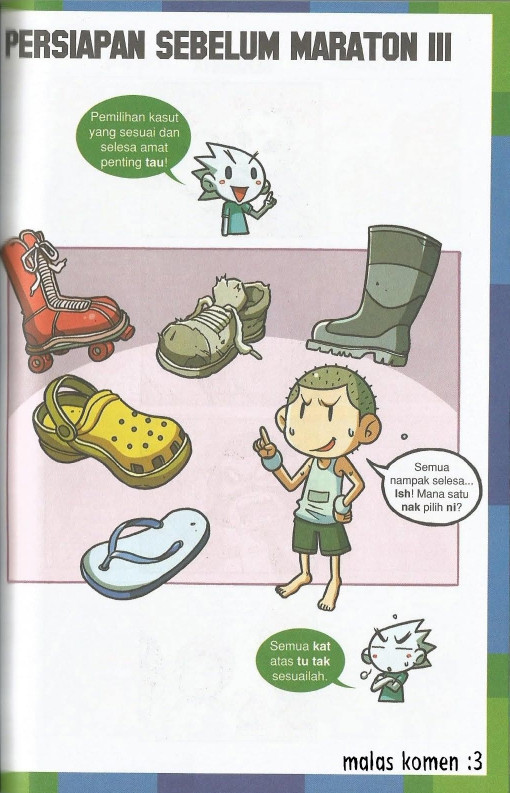 PERSIAPAN SEBELUM MARATON III
Pemilihan kasut
yang sesuai dan
selesa amat
penting tau!
Semua
nampak selesa...
Ish! Mana satu
nak pilih ni?
Semua kat
atas tu tak
sesuailah.
malas komen :3